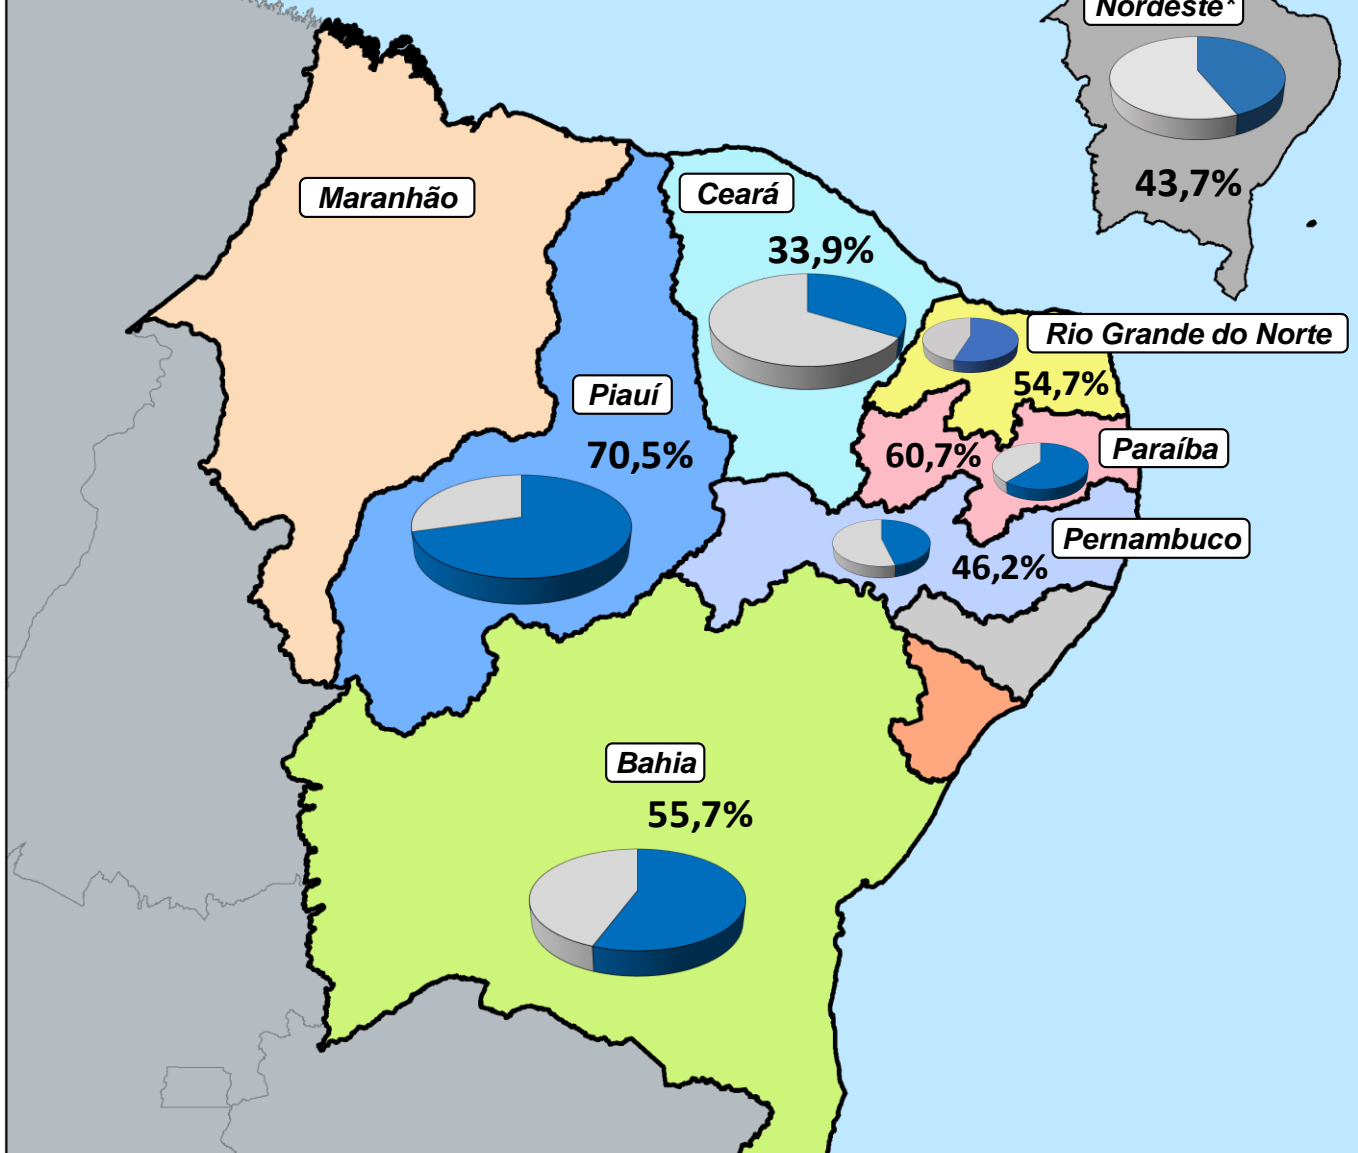 Nordeste*
43,7%
Maranhão
Ceará
33,9%
Rio Grande do Norte
54,7%
Piauí
70,5%
60,7%
Paraíba
Pernambuco
46,2%
Bahia
55,7%